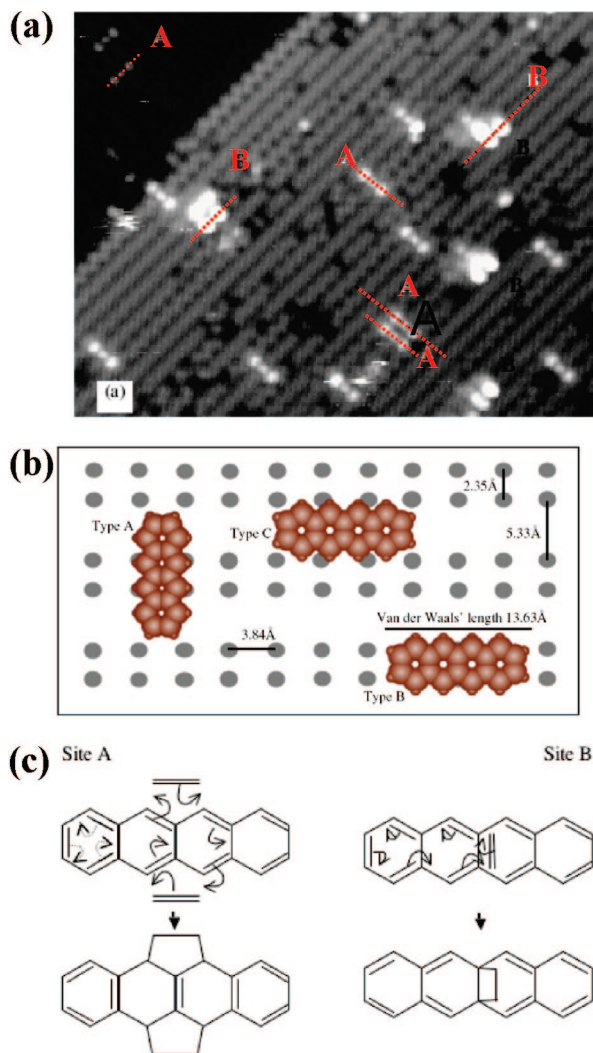 (a)
A
B
B
B
A
B
A
A
A
(a)
(b)
Type A
Type C
2.35Å
5.33Å
Van der Waals' length 13.63Å
3.84Å
Type B
(c)
Site A
Site B